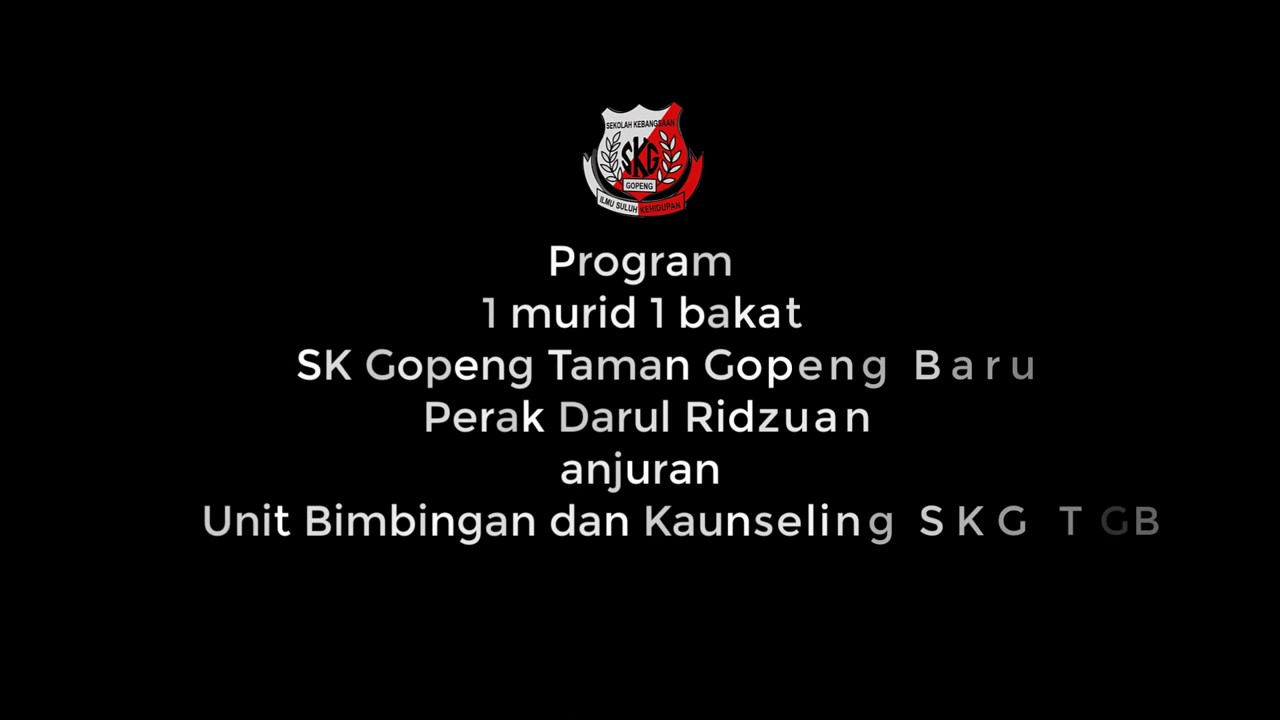 SEKOLAH KEBANGSAAN
SKG
GOPENG
ILMU SULUH KEHIDUPAN
Program
1 murid 1 bakat
SK Gopeng Taman Gopeng Baru
Perak Darul Ridzuan
anjuran
Unit Bimbingan dan Kaunseling SKG TGB